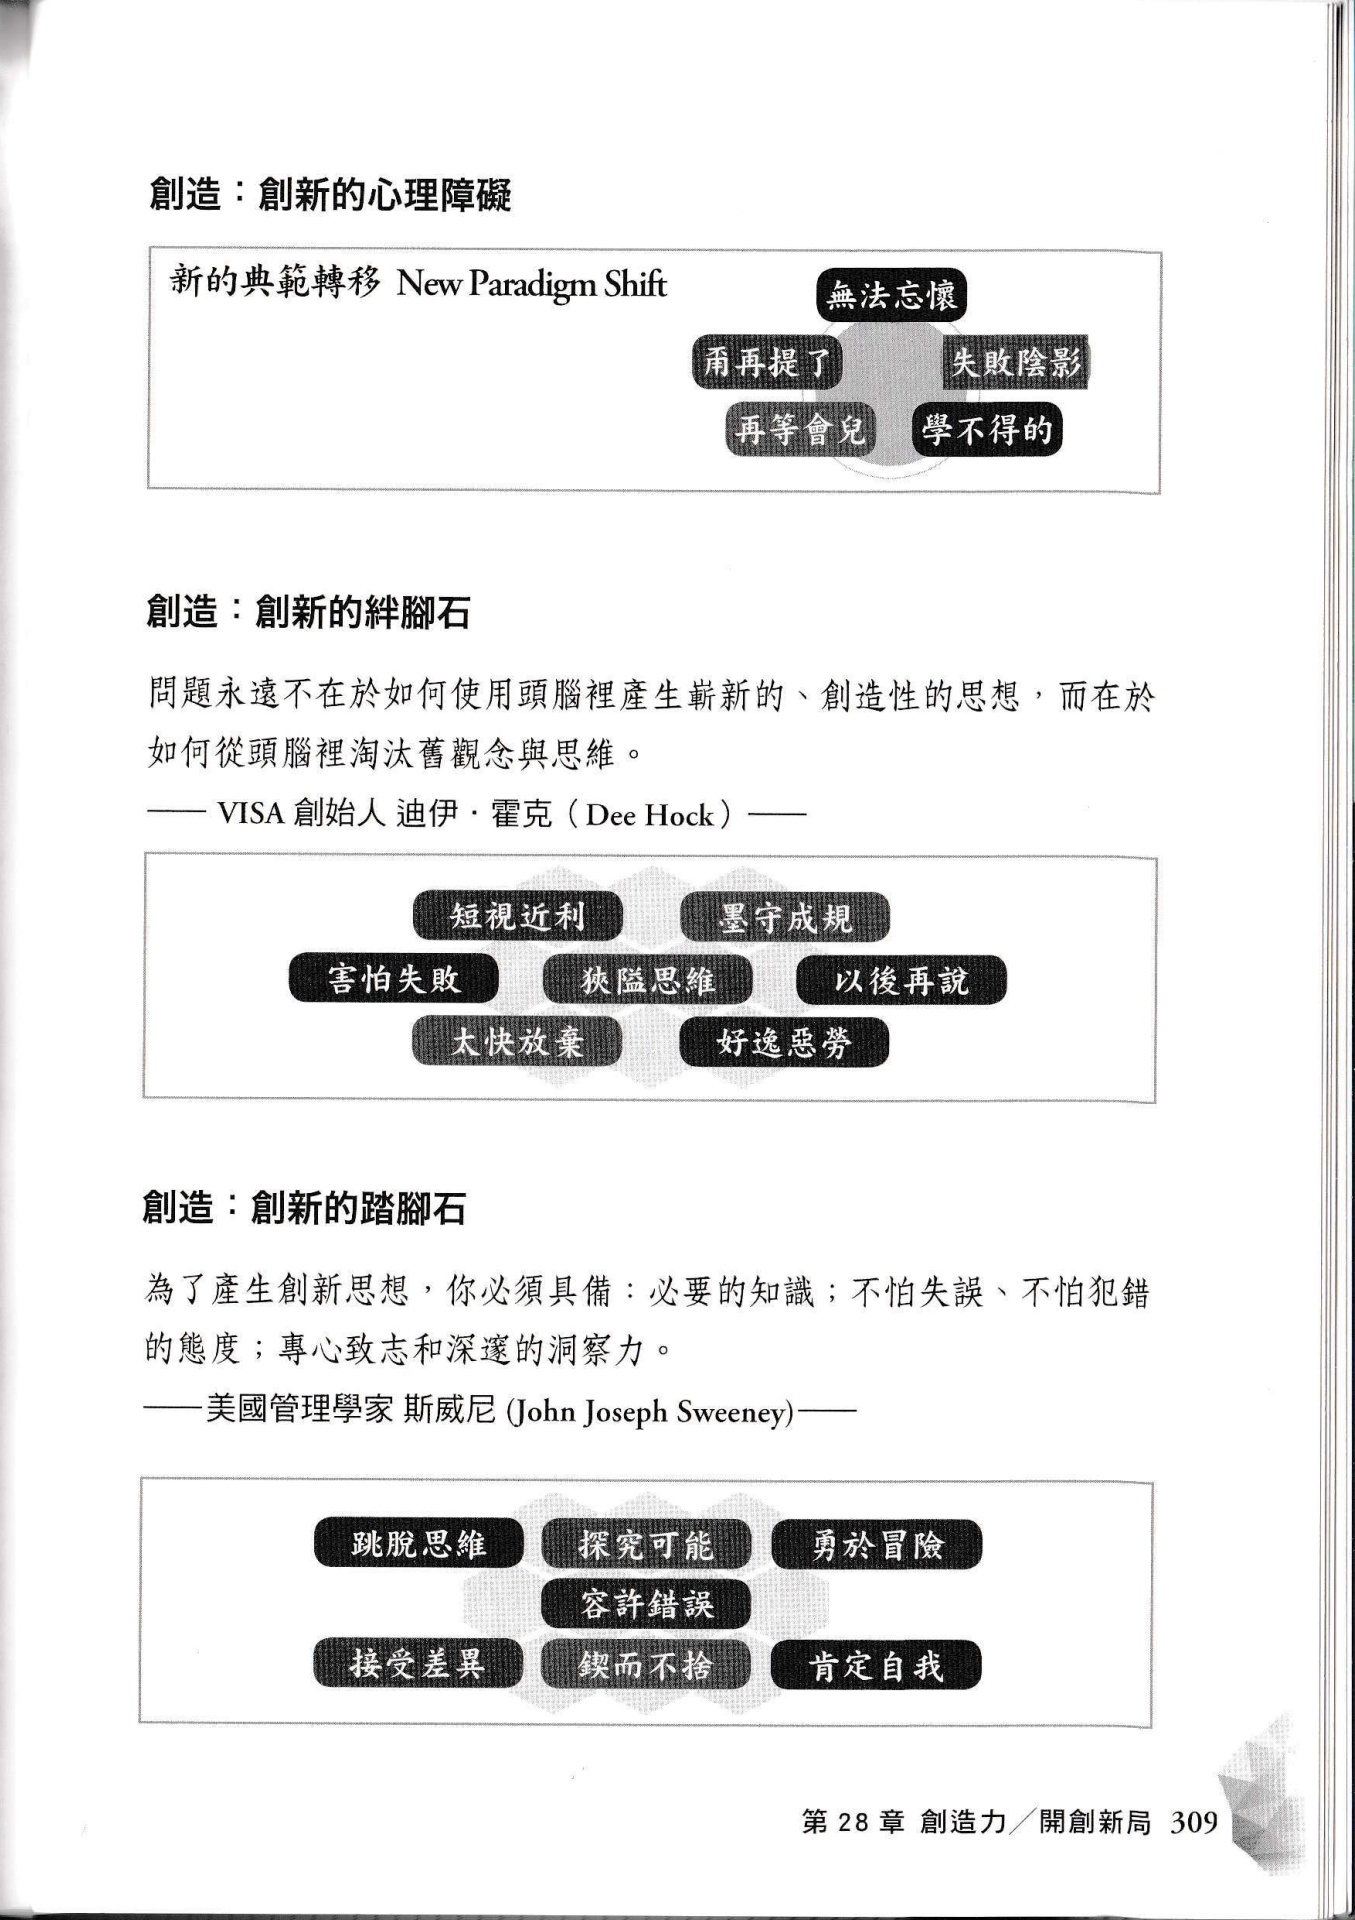 創造：創新的心理障礙
新的典範轉移 New Paradigm Shift
無法忘懷
甭再提了
失敗陰影
再等會兒
學不得的
創造：創新的絆腳石
問題永遠不在於如何使用頭腦裡產生嶄新的、創造性的思想，而在於
如何從頭腦裡淘汰舊觀念與思維。
—— VISA 創始人 迪伊．霍克（Dee Hock）——
短視近利
墨守成規
害怕失敗
狹隘思維
以後再說
太快放棄
好逸惡勞
創造：創新的踏腳石
為了產生創新思想，你必須具備：必要的知識；不怕失誤、不怕犯錯
的態度；專心致志和深邃的洞察力。
——美國管理學家 斯威尼 (John Joseph Sweeney)——
跳脫思維
探究可能
勇於冒險
容許錯誤
接受差異
鍥而不捨
肯定自我
第 28 章 創造力／開創新局 309